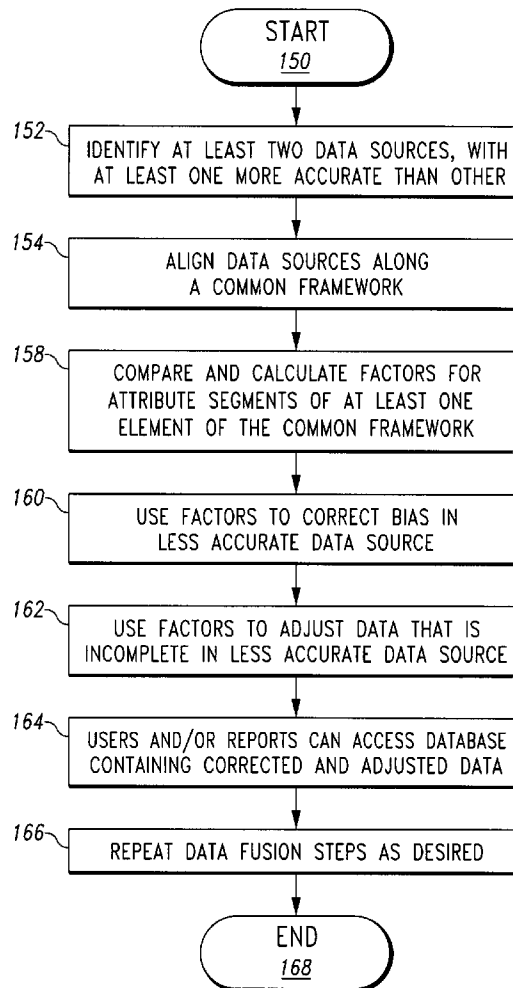 START
150
152
IDENTIFY AT LEAST TWO DATA SOURCES, WITH
AT LEAST ONE MORE ACCURATE THAN OTHER
154
ALIGN DATA SOURCES ALONG
A COMMON FRAMEWORK
158
COMPARE AND CALCULATE FACTORS FOR
ATTRIBUTE SEGMENTS OF AT LEAST ONE
ELEMENT OF THE COMMON FRAMEWORK
160
USE FACTORS TO CORRECT BIAS IN
LESS ACCURATE DATA SOURCE
162
USE FACTORS TO ADJUST DATA THAT IS
INCOMPLETE IN LESS ACCURATE DATA SOURCE
164
USERS AND/OR REPORTS CAN ACCESS DATABASE
CONTAINING CORRECTED AND ADJUSTED DATA
166
REPEAT DATA FUSION STEPS AS DESIRED
END
168